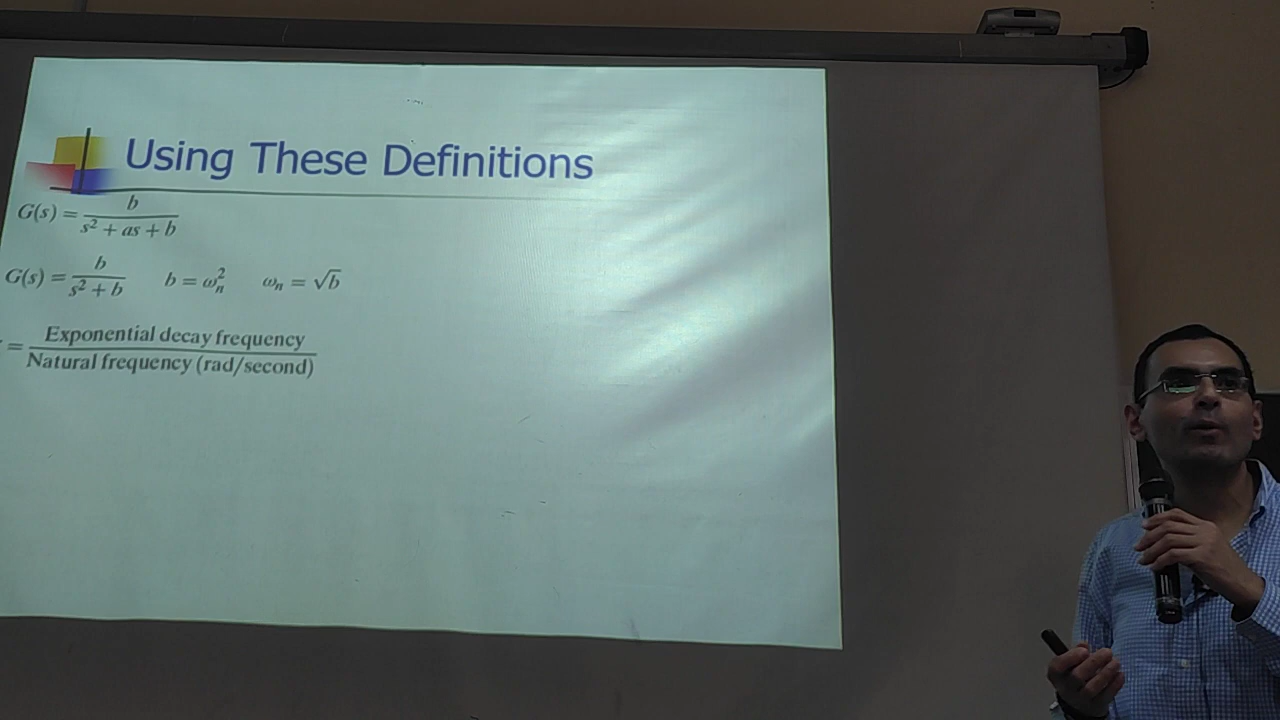 Using These Definitions
G(s) = b / (s² + as + b)
G(s) = b / (s² + b)  b = ωₙ²  ωₙ = √b
= Exponential decay frequency / Natural frequency (rad/second)